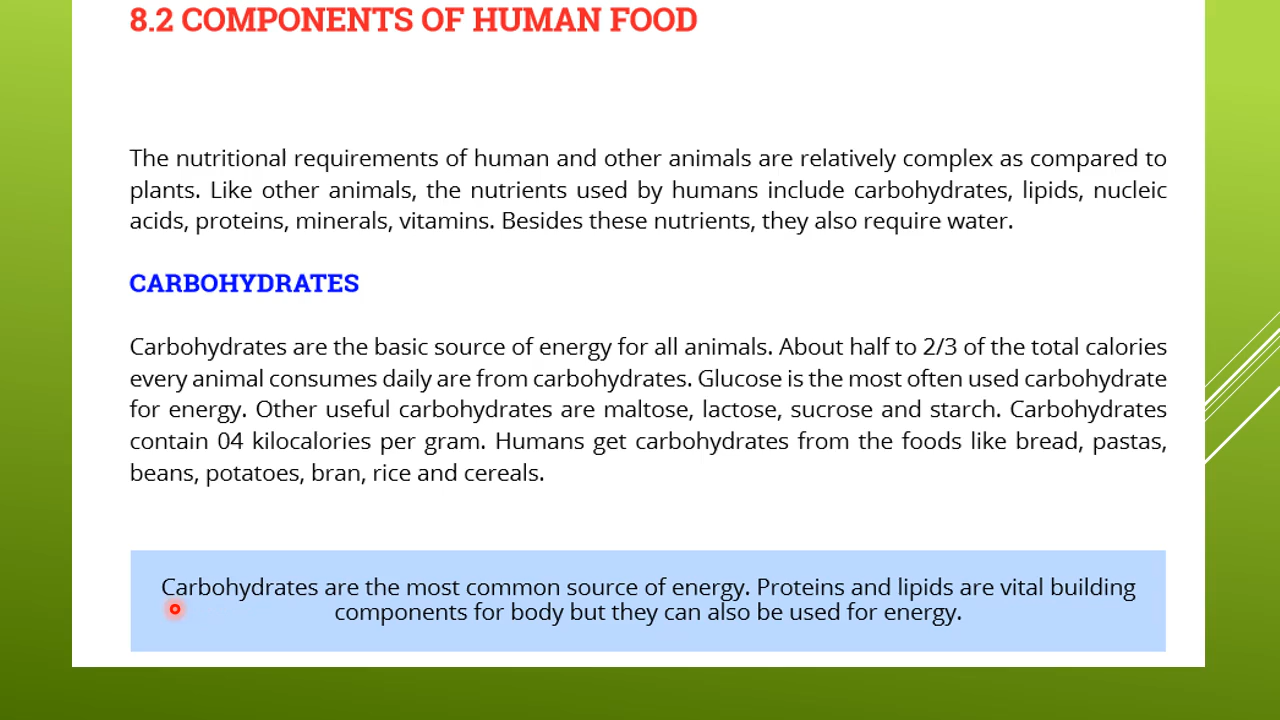 8.2 COMPONENTS OF HUMAN FOOD
The nutritional requirements of human and other animals are relatively complex as compared to
plants. Like other animals, the nutrients used by humans include carbohydrates, lipids, nucleic
acids, proteins, minerals, vitamins. Besides these nutrients, they also require water.
CARBOHYDRATES
Carbohydrates are the basic source of energy for all animals. About half to 2/3 of the total calories
every animal consumes daily are from carbohydrates. Glucose is the most often used carbohydrate
for energy. Other useful carbohydrates are maltose, lactose, sucrose and starch. Carbohydrates
contain 04 kilocalories per gram. Humans get carbohydrates from the foods like bread, pastas,
beans, potatoes, bran, rice and cereals.
Carbohydrates are the most common source of energy. Proteins and lipids are vital building
components for body but they can also be used for energy.